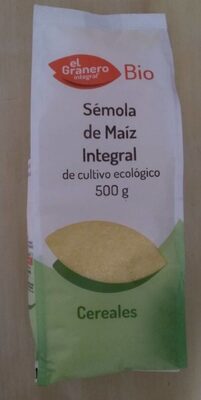 el
Granero
integral
Bio
Sémola
de Maíz
Integral
de cultivo ecológico
500 g
Cereales